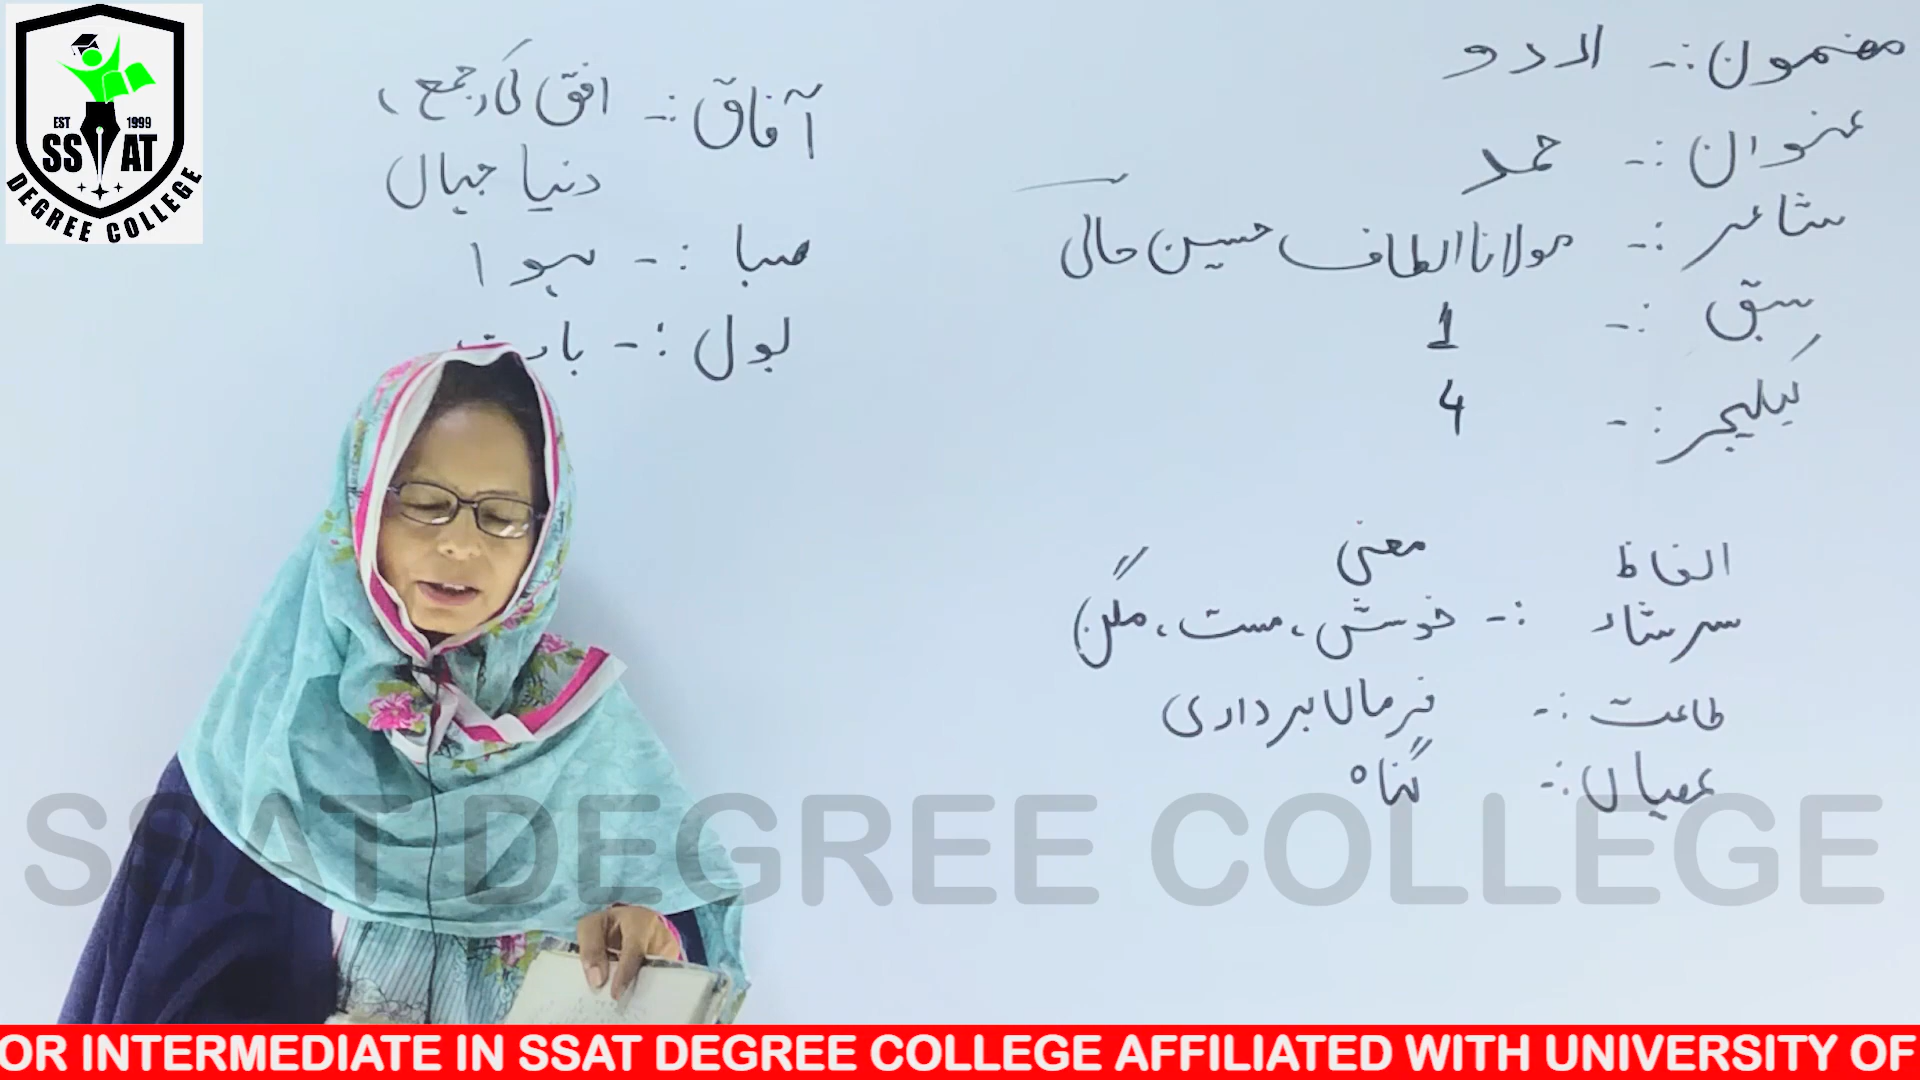 مضمون :- اردو
عنوان :- حمد
شاعر :- مولانا الطاف حسین حالی
سبق :- 1
لیکچر :- 4
الفاظ معنی
سرشار :- خوش، مست، مگن
طاعت :- فرماں برداری
عصیاں :- گناہ
آفاق :- افق کی جمع،
دنیا جہاں
صبا :- ہوا
بول :- بات
EST 1999
SSAT
DEGREE COLLEGE
SSAT DEGREE COLLEGE
OR INTERMEDIATE IN SSAT DEGREE COLLEGE AFFILIATED WITH UNIVERSITY OF